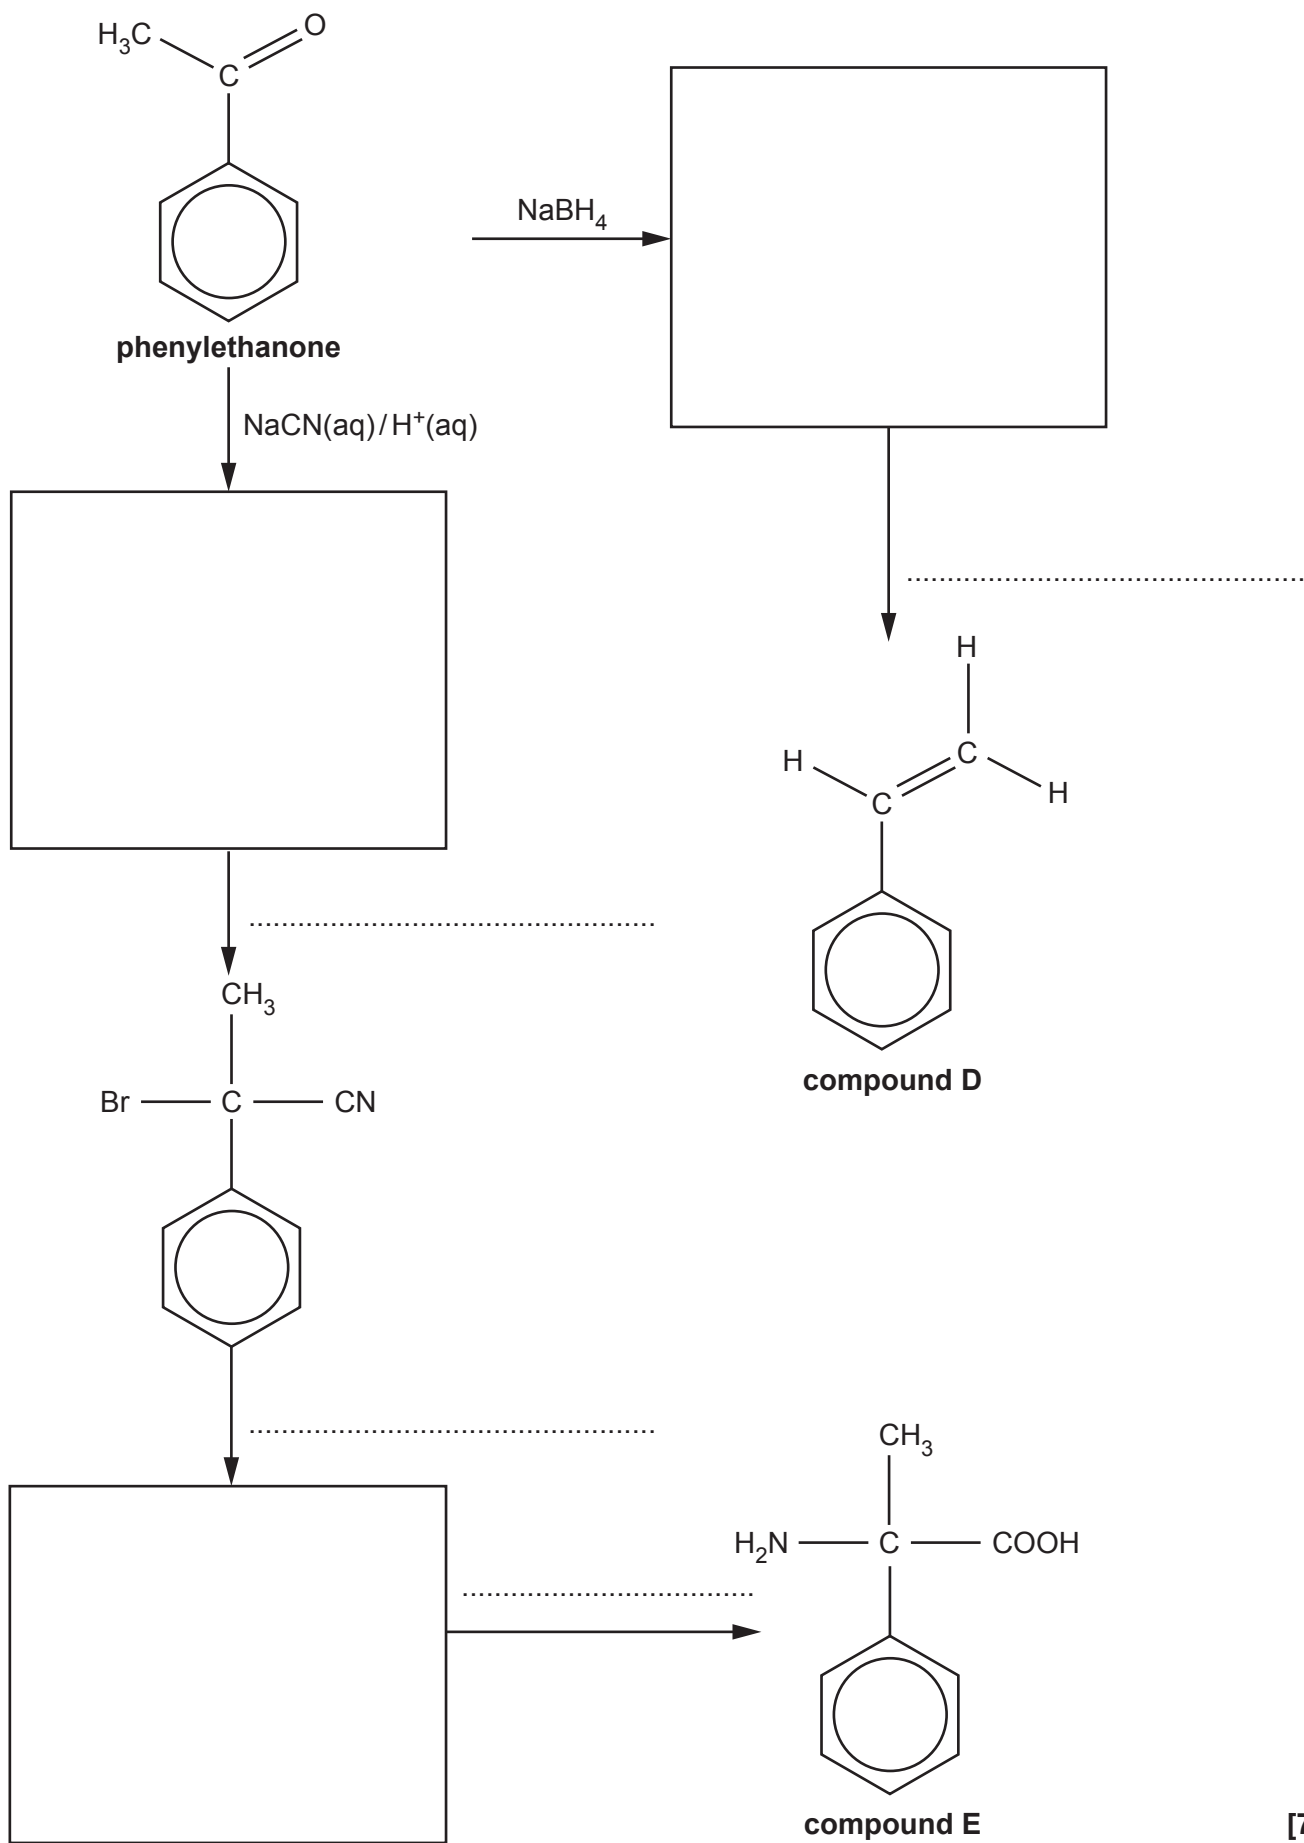 H3C
O
C
phenylethanone
NaBH4
NaCN(aq) / H+(aq)
..................................................
H
H
C
C
H
compound D
..................................................
CH3
Br
C
CN
..................................................
CH3
H2N
C
COOH
....................................
compound E
[7